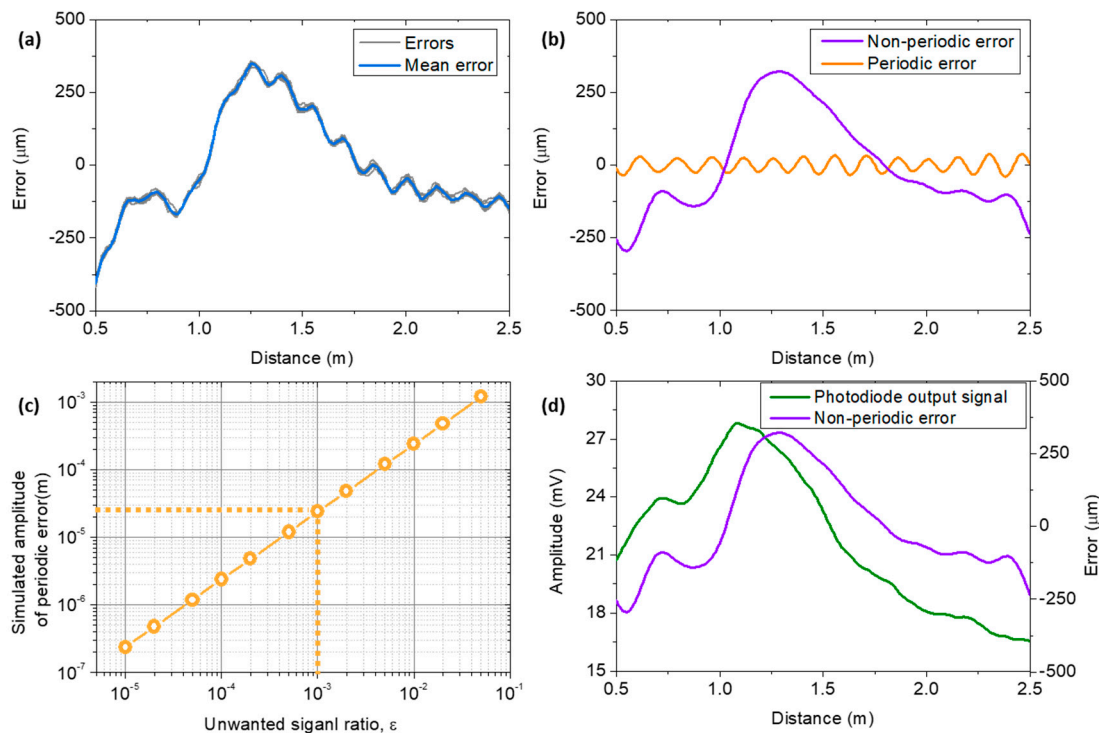 (a)
500
250
0
-250
-500
Error (μm)
Errors
Mean error
0.5 1.0 1.5 2.0 2.5
Distance (m)
(b)
500
250
0
-250
-500
Error (μm)
Non-periodic error
Periodic error
0.5 1.0 1.5 2.0 2.5
Distance (m)
(c)
10-3
10-4
10-5
10-6
10-7
Simulated amplitude
of periodic error(m)
10-5 10-4 10-3 10-2 10-1
Unwanted siganl ratio, ε
(d)
30
27
24
21
18
15
Amplitude (mV)
Photodiode output signal
Non-periodic error
500
250
0
-250
-500
Error (μm)
0.5 1.0 1.5 2.0 2.5
Distance (m)